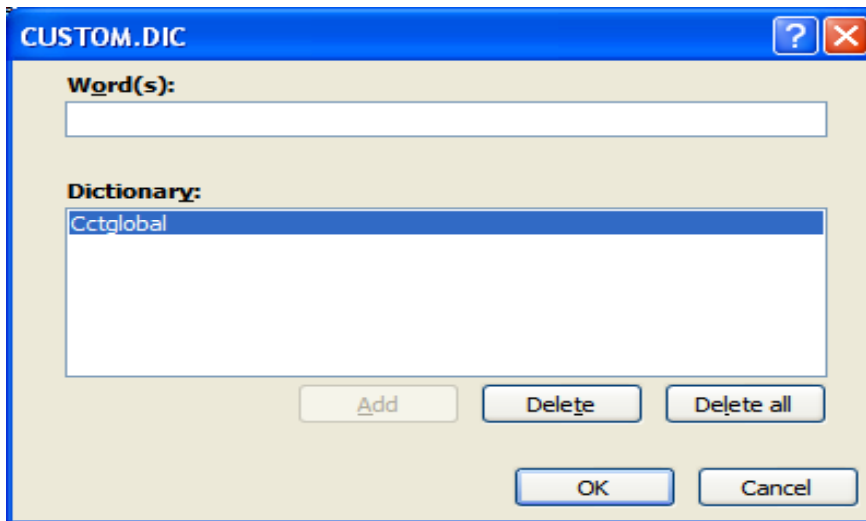 CUSTOM.DIC
Word(s):
Dictionary:
Cctglobal
Add Delete Delete all
OK Cancel